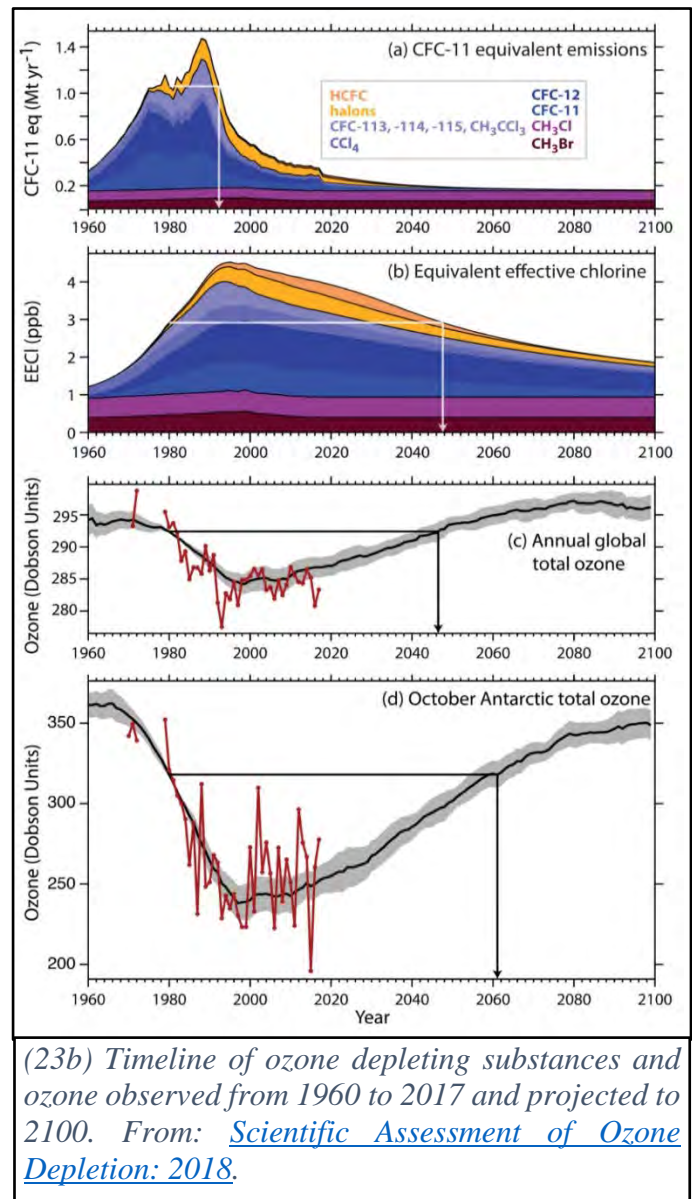 (a) CFC-11 equivalent emissions
CFC-11 eq (Mt yr⁻¹)
1.4
1.0
0.6
0.2
HCFC CFC-12
halons CFC-11
CFC-113, -114, -115, CH₃CCl₃ CH₃Cl
CCl₄ CH₃Br
1960 1980 2000 2020 2040 2060 2080 2100
(b) Equivalent effective chlorine
EECl (ppb)
4
3
2
1
0
1960 1980 2000 2020 2040 2060 2080 2100
(c) Annual global
total ozone
Ozone (Dobson Units)
295
290
285
280
1960 1980 2000 2020 2040 2060 2080 2100
(d) October Antarctic total ozone
Ozone (Dobson Units)
350
300
250
200
1960 1980 2000 2020 2040 2060 2080 2100
Year
(23b) Timeline of ozone depleting substances and
ozone observed from 1960 to 2017 and projected to
2100. From: Scientific Assessment of Ozone
Depletion: 2018.